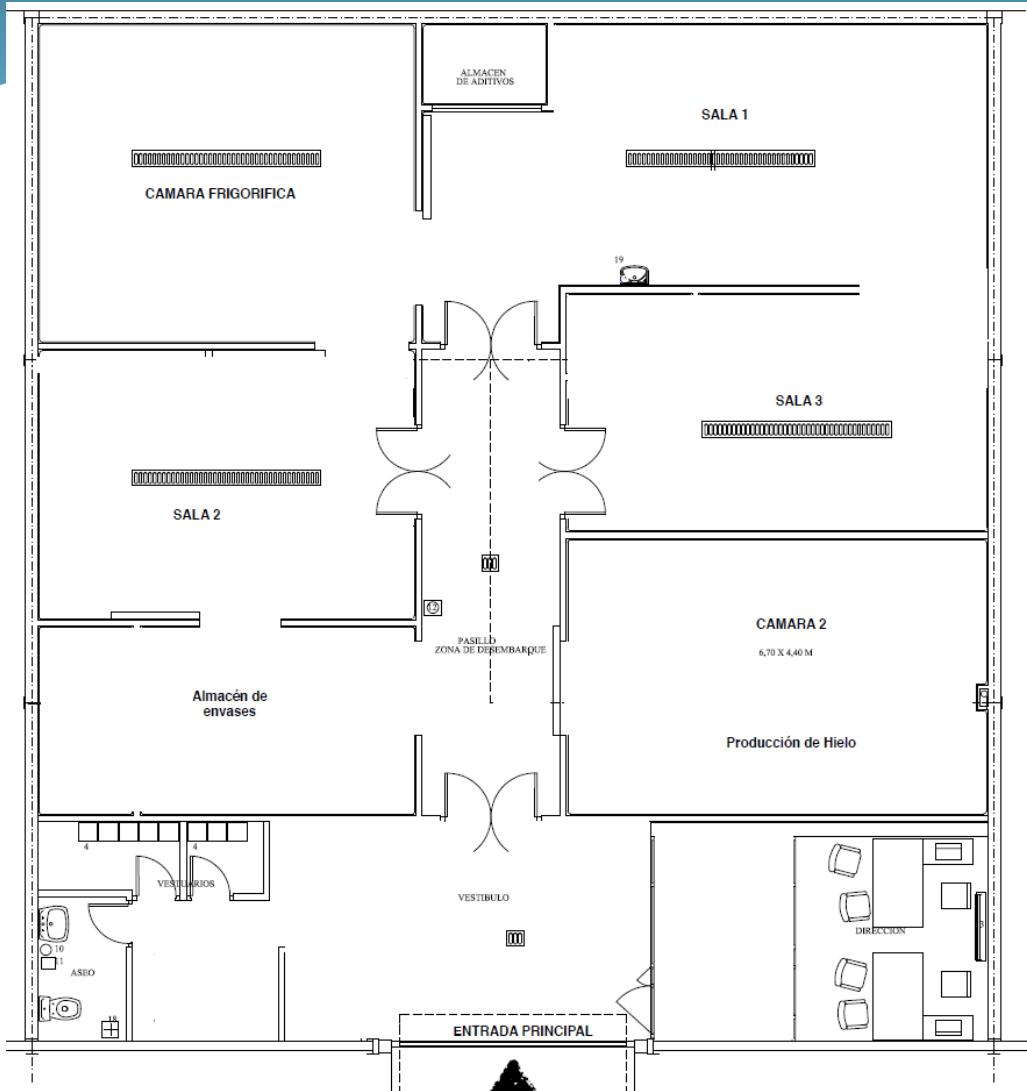 ALMACEN
DE ADITIVOS
SALA 1
CAMARA FRIGORIFICA
19
SALA 3
SALA 2
12
PASILLO
ZONA DE DESEMBARQUE
CAMARA 2
6,70 X 4,40 M
Almacén de
envases
Producción de Hielo
4
4
VESTUARIOS
VESTIBULO
DIRECCION
3
10
11
ASEO
18
ENTRADA PRINCIPAL